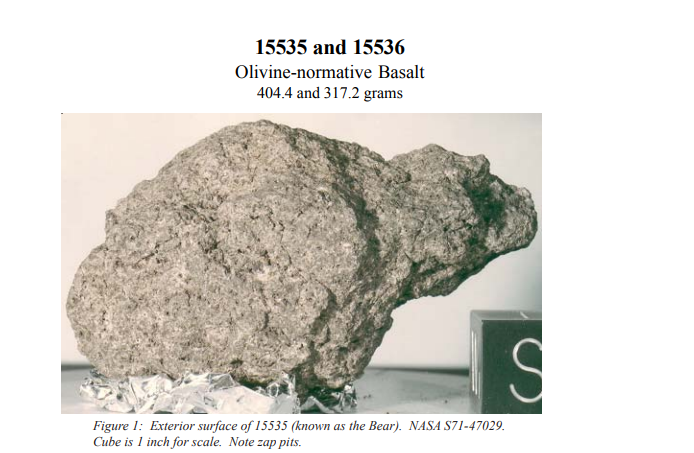 15535 and 15536
Olivine-normative Basalt
404.4 and 317.2 grams
S
Figure 1:  Exterior surface of 15535 (known as the Bear).  NASA S71-47029.
Cube is 1 inch for scale.  Note zap pits.